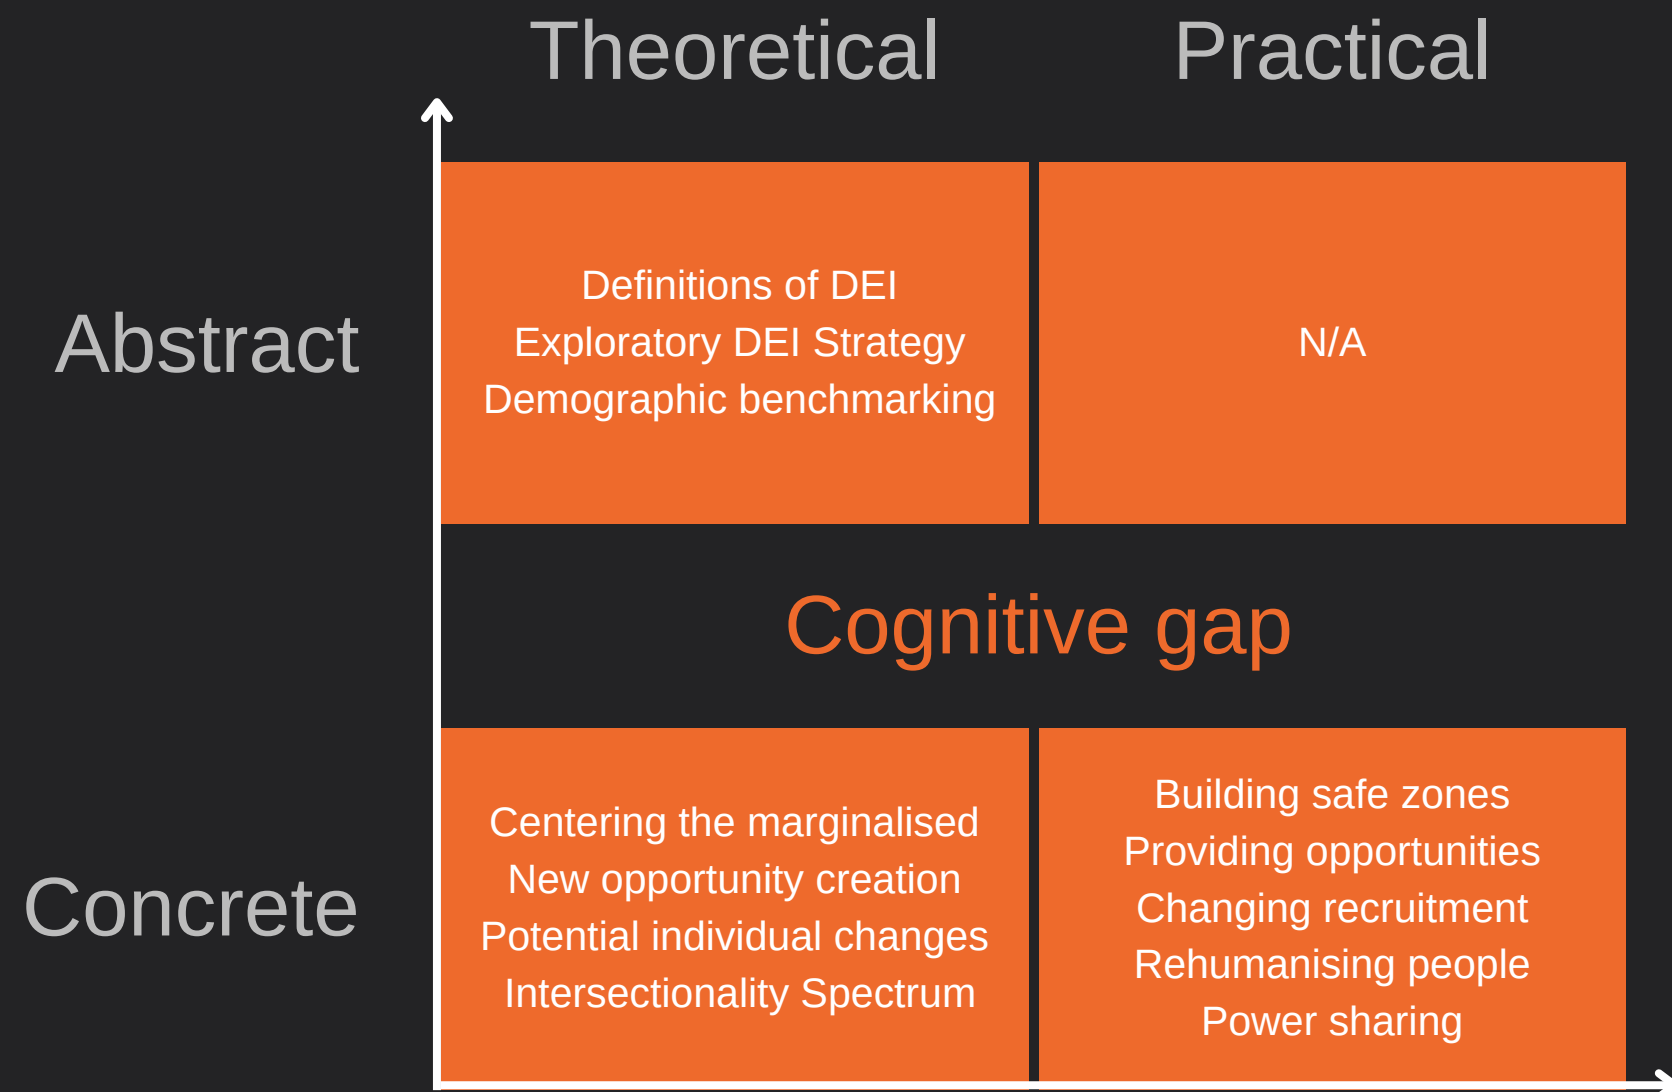 Theoretical
Practical
Abstract
Definitions of DEI
Exploratory DEI Strategy
Demographic benchmarking
N/A
Cognitive gap
Concrete
Centering the marginalised
New opportunity creation
Potential individual changes
Intersectionality Spectrum
Building safe zones
Providing opportunities
Changing recruitment
Rehumanising people
Power sharing